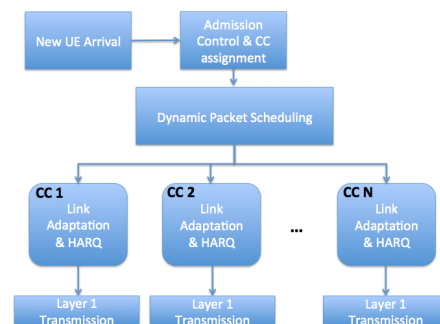 New UE Arrival
Admission
Control & CC
assignment
Dynamic Packet Scheduling
CC 1
Link
Adaptation
& HARQ
CC 2
Link
Adaptation
& HARQ
...
CC N
Link
Adaptation
& HARQ
Layer 1
Transmission
Layer 1
Transmission
Layer 1
Transmission